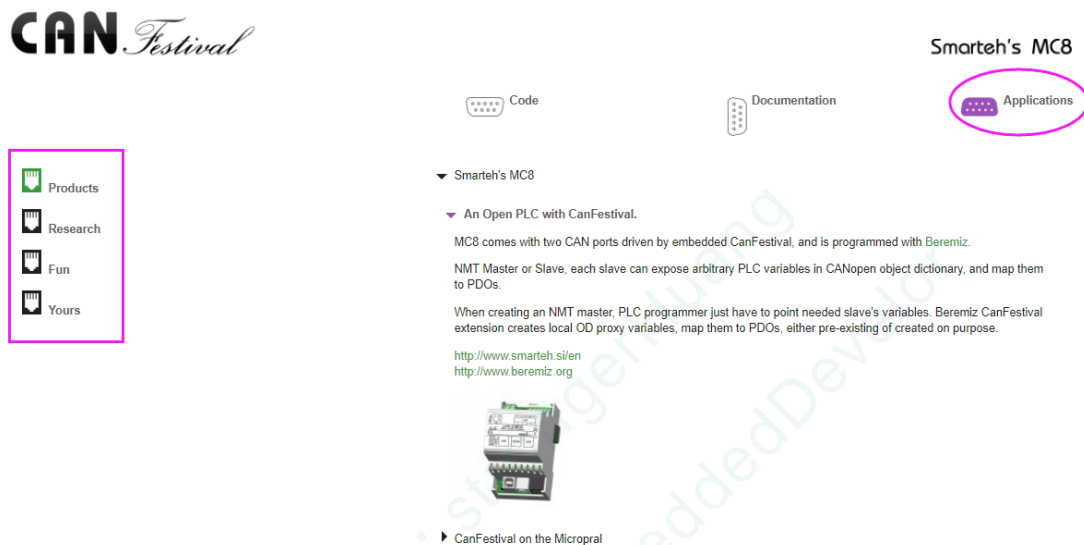 CAN Festival
Smarteh's MC8
Code
Documentation
Applications
Products
Research
Fun
Yours
Smarteh's MC8
An Open PLC with CanFestival.
MC8 comes with two CAN ports driven by embedded CanFestival, and is programmed with Beremiz.
NMT Master or Slave, each slave can expose arbitrary PLC variables in CANopen object dictionary, and map them
to PDOs.
When creating an NMT master, PLC programmer just have to point needed slave's variables. Beremiz CanFestival
extension creates local OD proxy variables, map them to PDOs, either pre-existing of created on purpose.
http://www.smarteh.si/en
http://www.beremiz.org
CanFestival on the Micropral